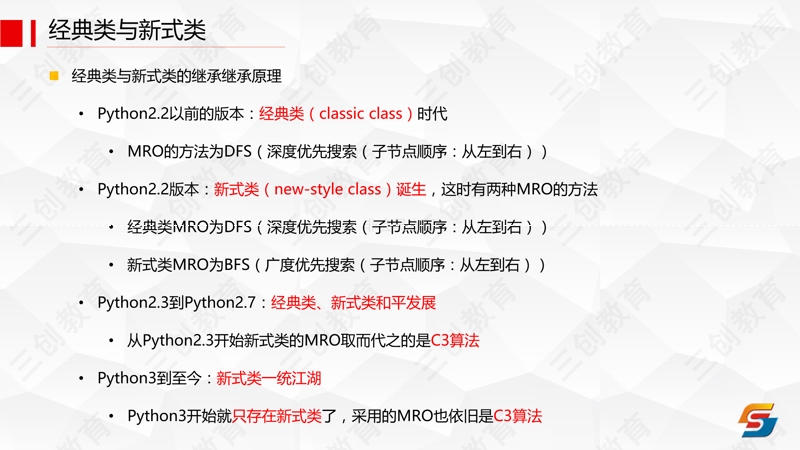 经典类与新式类
经典类与新式类的继承继承原理
Python2.2以前的版本：经典类（classic class）时代
MRO的方法为DFS（深度优先搜索（子节点顺序：从左到右））
Python2.2版本：新式类（new-style class）诞生，这时有两种MRO的方法
经典类MRO为DFS（深度优先搜索（子节点顺序：从左到右））
新式类MRO为BFS（广度优先搜索（子节点顺序：从左到右））
Python2.3到Python2.7：经典类、新式类和平发展
从Python2.3开始新式类的MRO取而代之的是C3算法
Python3到至今：新式类一统江湖
Python3开始就只存在新式类了，采用的MRO也依旧是C3算法
三创教育